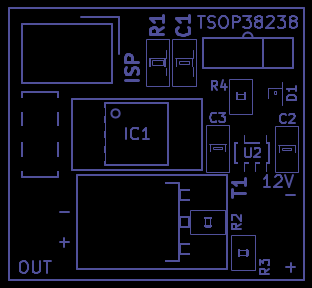 TSOP38238
R1
C1
ISP
R4
D1
IC1
C3
C2
U2
T1
12V
−
−
R2
+
OUT
R3
+